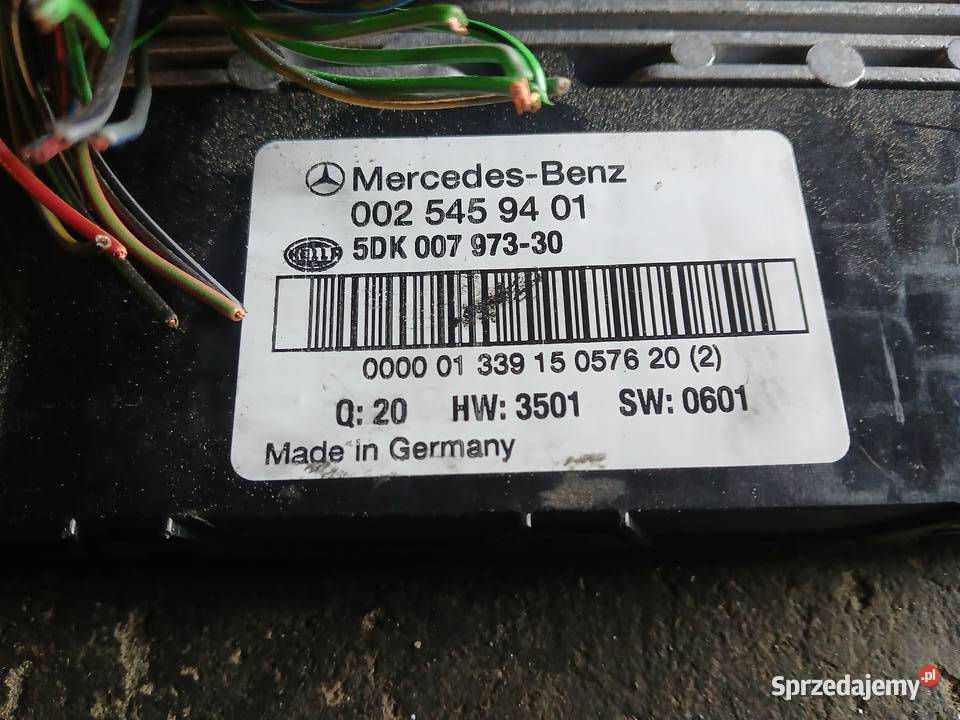 Mercedes-Benz
002 545 94 01
HELLA 5DK 007 973-30
0000 01 339 15 0576 20 (2)
Q: 20 HW: 3501 SW: 0601
Made in Germany
Sprzedajemy.pl